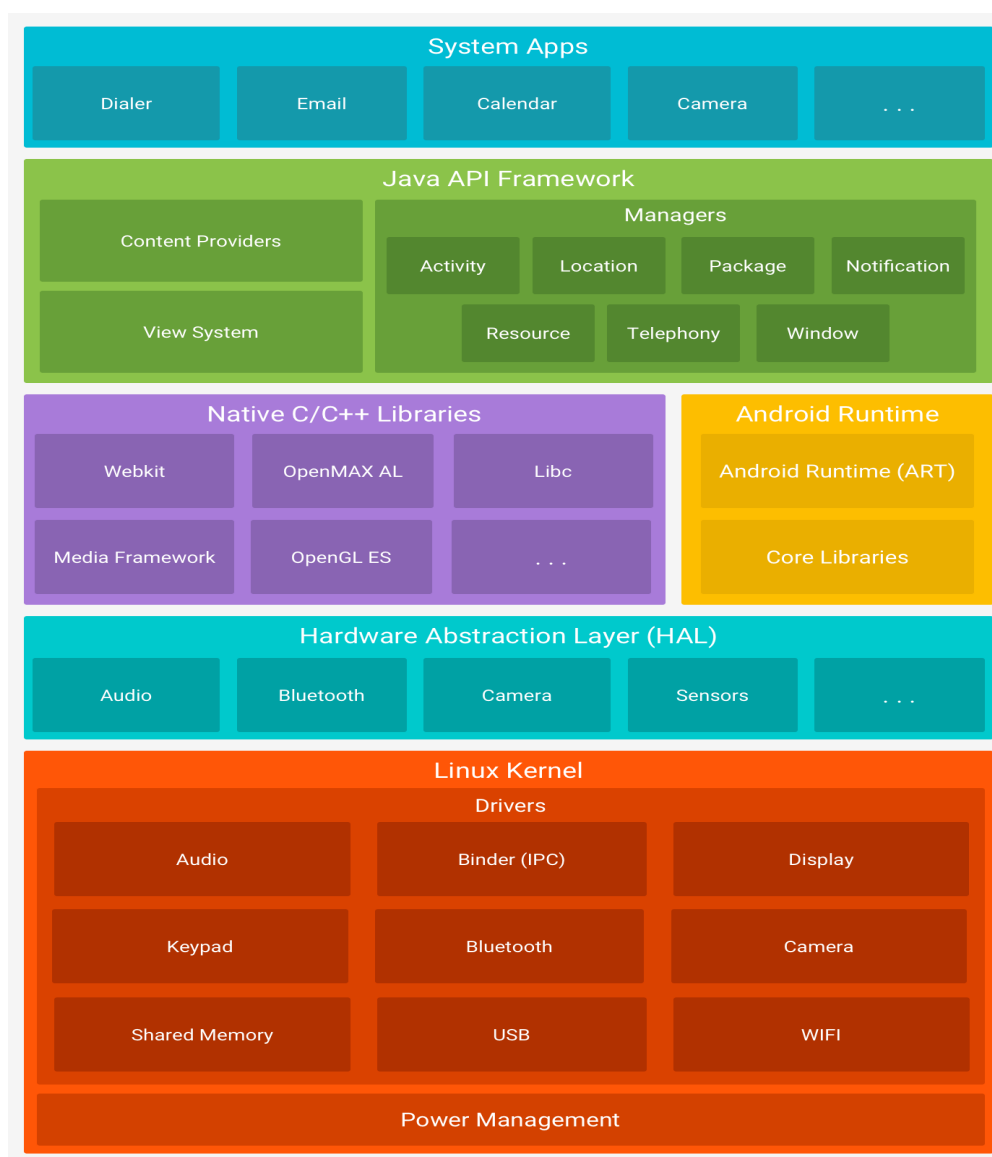 System Apps
Dialer Email Calendar Camera . . .
Java API Framework
Content Providers
View System
Managers
Activity Location Package Notification
Resource Telephony Window
Native C/C++ Libraries
Webkit OpenMAX AL Libc
Media Framework OpenGL ES . . .
Android Runtime
Android Runtime (ART)
Core Libraries
Hardware Abstraction Layer (HAL)
Audio Bluetooth Camera Sensors . . .
Linux Kernel
Drivers
Audio Binder (IPC) Display
Keypad Bluetooth Camera
Shared Memory USB WIFI
Power Management